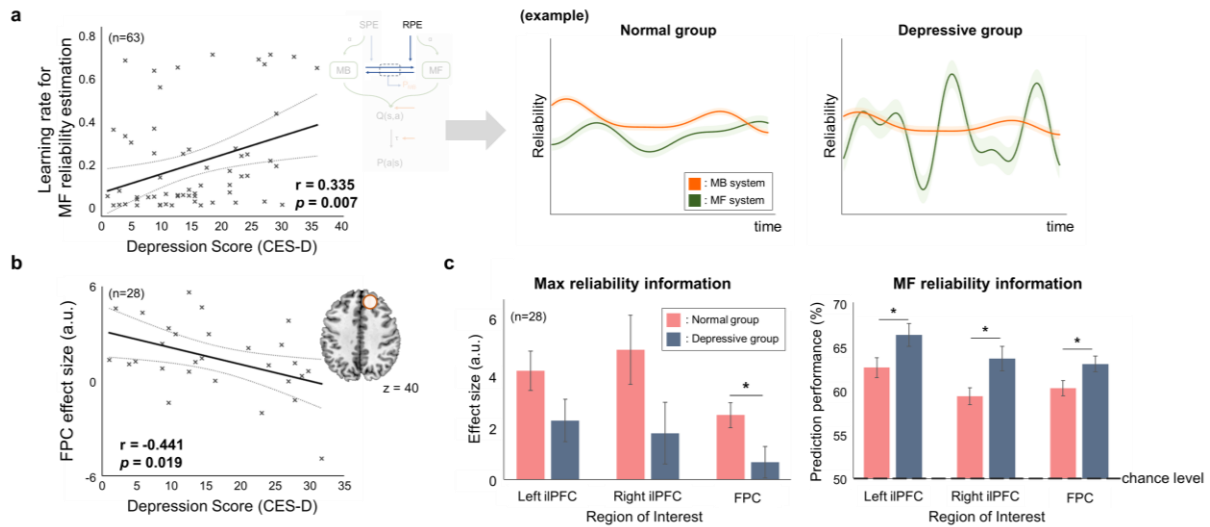 a
(n=63)
0.8
0.6
0.4
0.2
0
Learning rate for
MF reliability estimation
r = 0.335
p = 0.007
0 5 10 15 20 25 30 35 40
Depression Score (CES-D)
SPE RPE
MB MF
Q(s,a)
P(a|s)
(example)
Normal group
Reliability
: MB system
: MF system
time
Depressive group
Reliability
time
b
(n=28)
6
0
-6
FPC effect size (a.u.)
r = -0.441
p = 0.019
0 5 10 15 20 25 30 35
Depression Score (CES-D)
z = 40
c
Max reliability information
(n=28)
: Normal group
: Depressive group
6
4
2
0
Effect size (a.u.)
*
Left ilPFC Right ilPFC FPC
Region of Interest
MF reliability information
70
65
60
55
50
Prediction performance (%)
* * *
chance level
Left ilPFC Right ilPFC FPC
Region of Interest